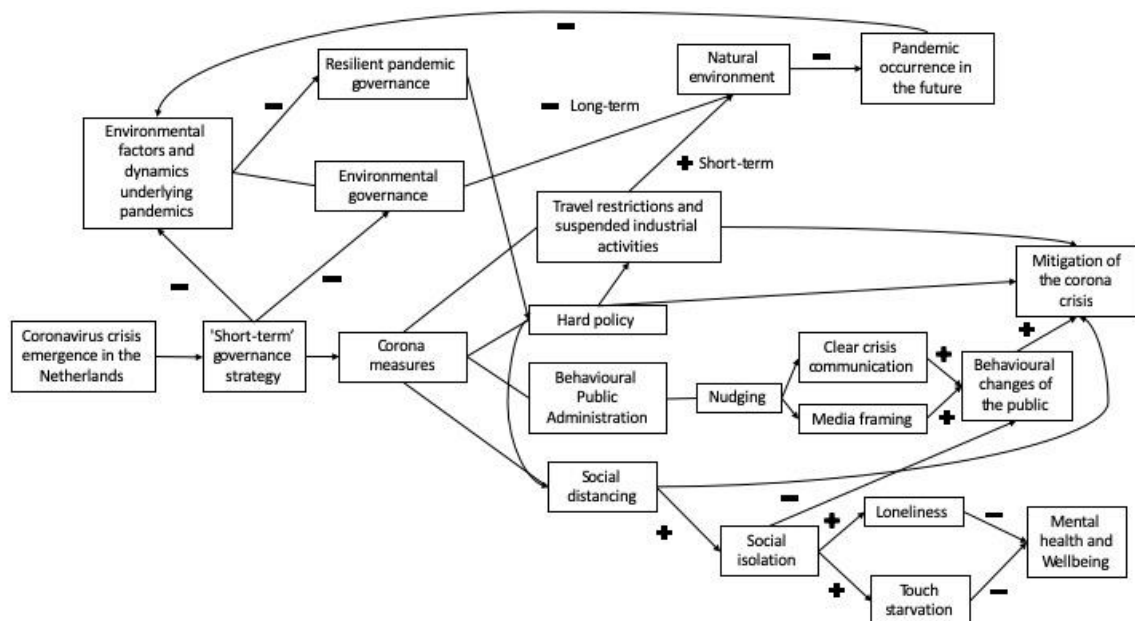 Resilient pandemic
governance
Natural
environment
Pandemic
occurrence in
the future
Long-term
Environmental
factors and
dynamics
underlying
pandemics
Environmental
governance
Short-term
Travel restrictions and
suspended industrial
activities
Mitigation of
the corona
crisis
Coronavirus crisis
emergence in the
Netherlands
'Short-term'
governance
strategy
Corona
measures
Hard policy
Behavioural
Public
Administration
Nudging
Clear crisis
communication
Media framing
Behavioural
changes of
the public
Social
distancing
Social
isolation
Loneliness
Touch
starvation
Mental
health and
Wellbeing